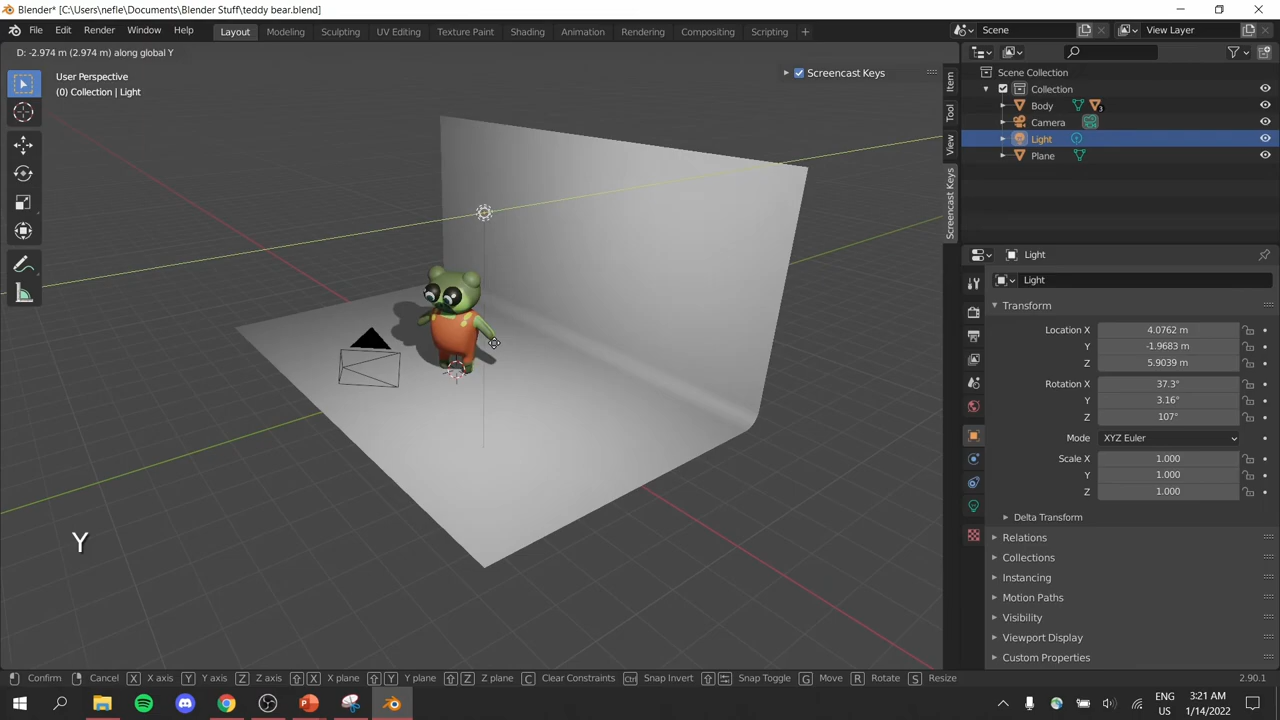 Blender* [C:\Users\nefle\Documents\Blender Stuff\teddy bear.blend]
File Edit Render Window Help Layout Modeling Sculpting UV Editing Texture Paint Shading Animation Rendering Compositing Scripting + Scene View Layer
D: -2.974 m (2.974 m) along global Y
User Perspective
(0) Collection | Light
Screencast Keys
Item
Tool
View
Screencast Keys
Scene Collection
Collection
Body 3
Camera
Light
Plane
Light
Light
Transform
Location X 4.0762 m
Y -1.9683 m
Z 5.9039 m
Rotation X 37.3°
Y 3.16°
Z 107°
Mode XYZ Euler
Scale X 1.000
Y 1.000
Z 1.000
Delta Transform
Relations
Collections
Instancing
Motion Paths
Visibility
Viewport Display
Custom Properties
Y
Confirm Cancel X X axis Y Y axis Z Z axis X X plane Y Y plane Z Z plane C Clear Constraints Ctrl Snap Invert Snap Toggle G Move R Rotate S Resize 2.90.1
ENG
US
3:21 AM
1/14/2022